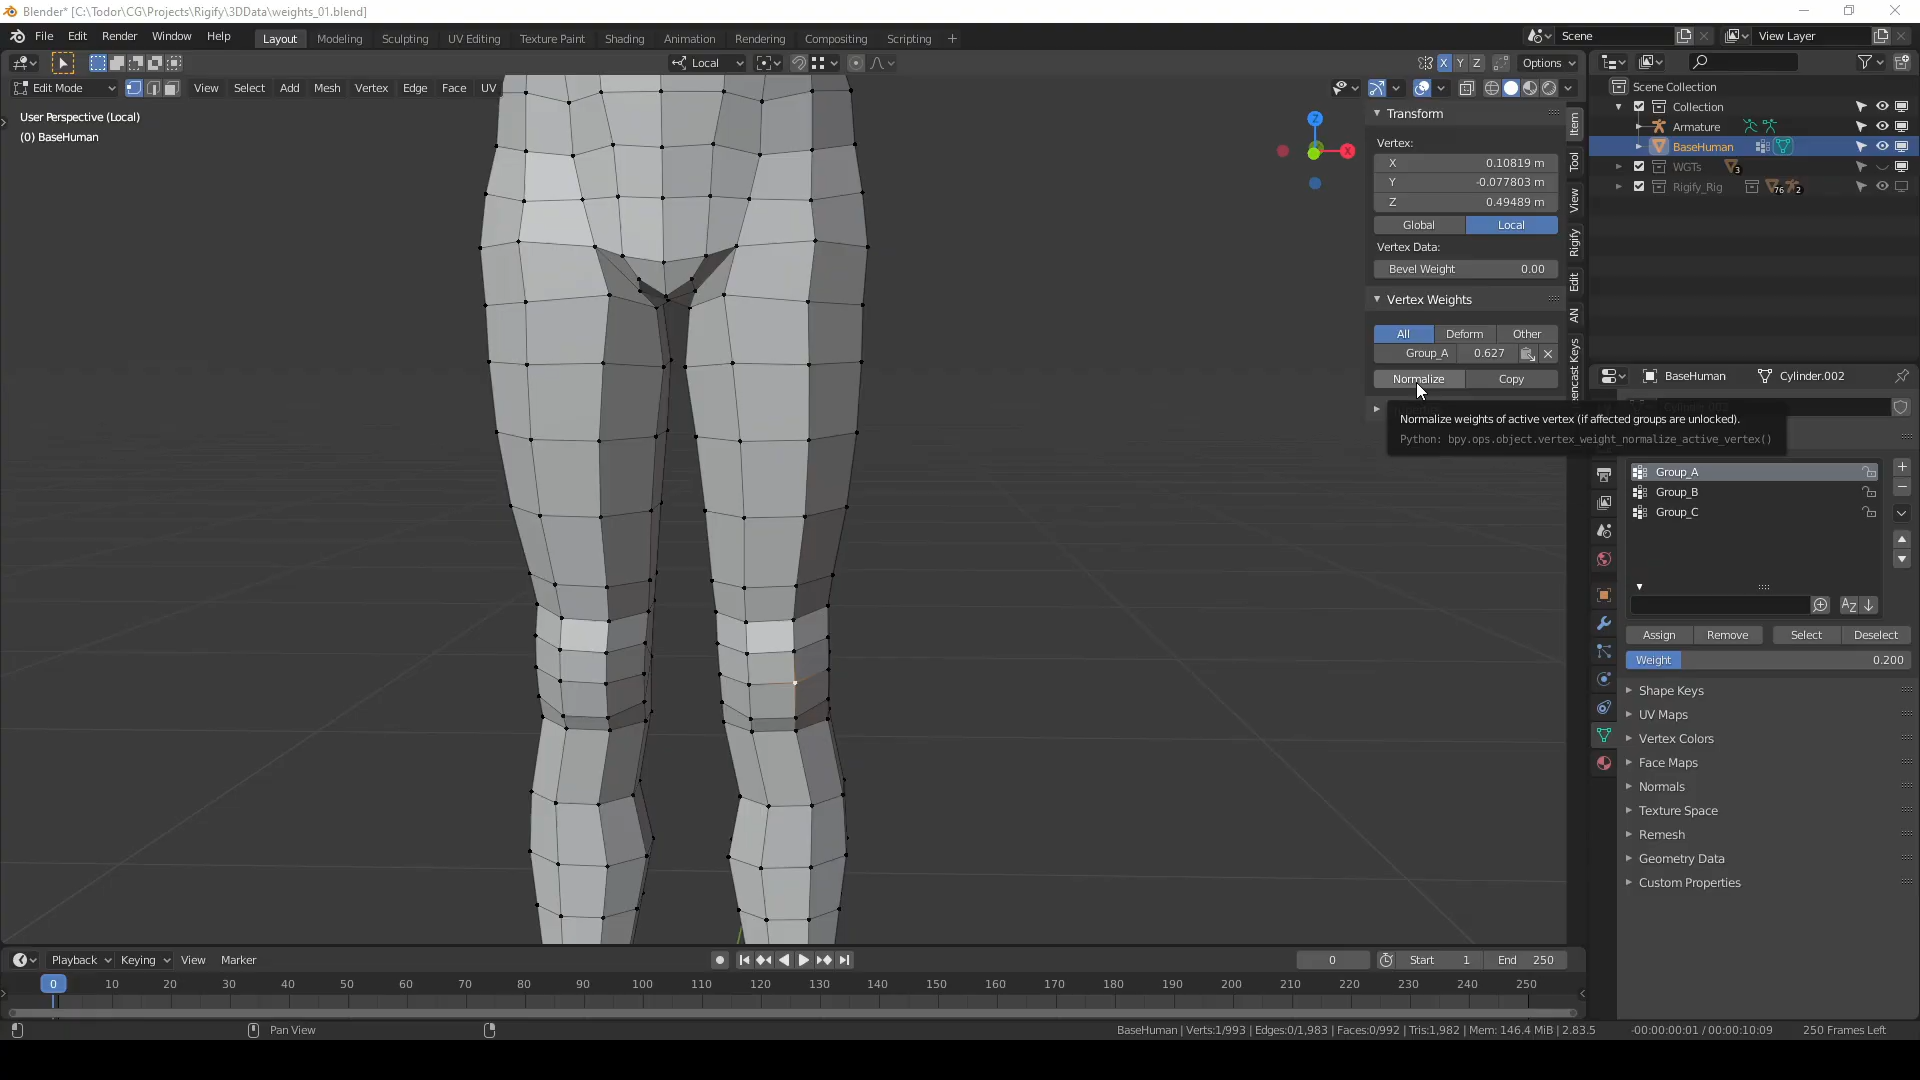 Blender* [C:\Todor\CG\Projects\Rigify\3DData\weights_01.blend]
File Edit Render Window Help
Layout Modeling Sculpting UV Editing Texture Paint Shading Animation Rendering Compositing Scripting +
Scene
View Layer
Local
X Y Z
Options
Edit Mode
View Select Add Mesh Vertex Edge Face UV
User Perspective (Local)
(0) BaseHuman
Z
X
Transform
Vertex:
X 0.10819 m
Y -0.077803 m
Z 0.49489 m
Global Local
Vertex Data:
Bevel Weight 0.00
Vertex Weights
All Deform Other
Group_A 0.627
Normalize Copy
Normalize weights of active vertex (if affected groups are unlocked).
Python: bpy.ops.object.vertex_weight_normalize_active_vertex()
Item
Tool
View
Rigify
Edit
AN
encast Keys
Scene Collection
Collection
Armature
BaseHuman
WGTs 3
Rigify_Rig 76 2
BaseHuman Cylinder.002
Group_A
Group_B
Group_C
Assign Remove Select Deselect
Weight 0.200
Shape Keys
UV Maps
Vertex Colors
Face Maps
Normals
Texture Space
Remesh
Geometry Data
Custom Properties
Playback Keying View Marker
0 Start 1 End 250
0 10 20 30 40 50 60 70 80 90 100 110 120 130 140 150 160 170 180 190 200 210 220 230 240 250
Pan View
BaseHuman | Verts:1/993 | Edges:0/1,983 | Faces:0/992 | Tris:1,982 | Mem: 146.4 MiB | 2.83.5 -00:00:00:01 / 00:00:10:09 250 Frames Left